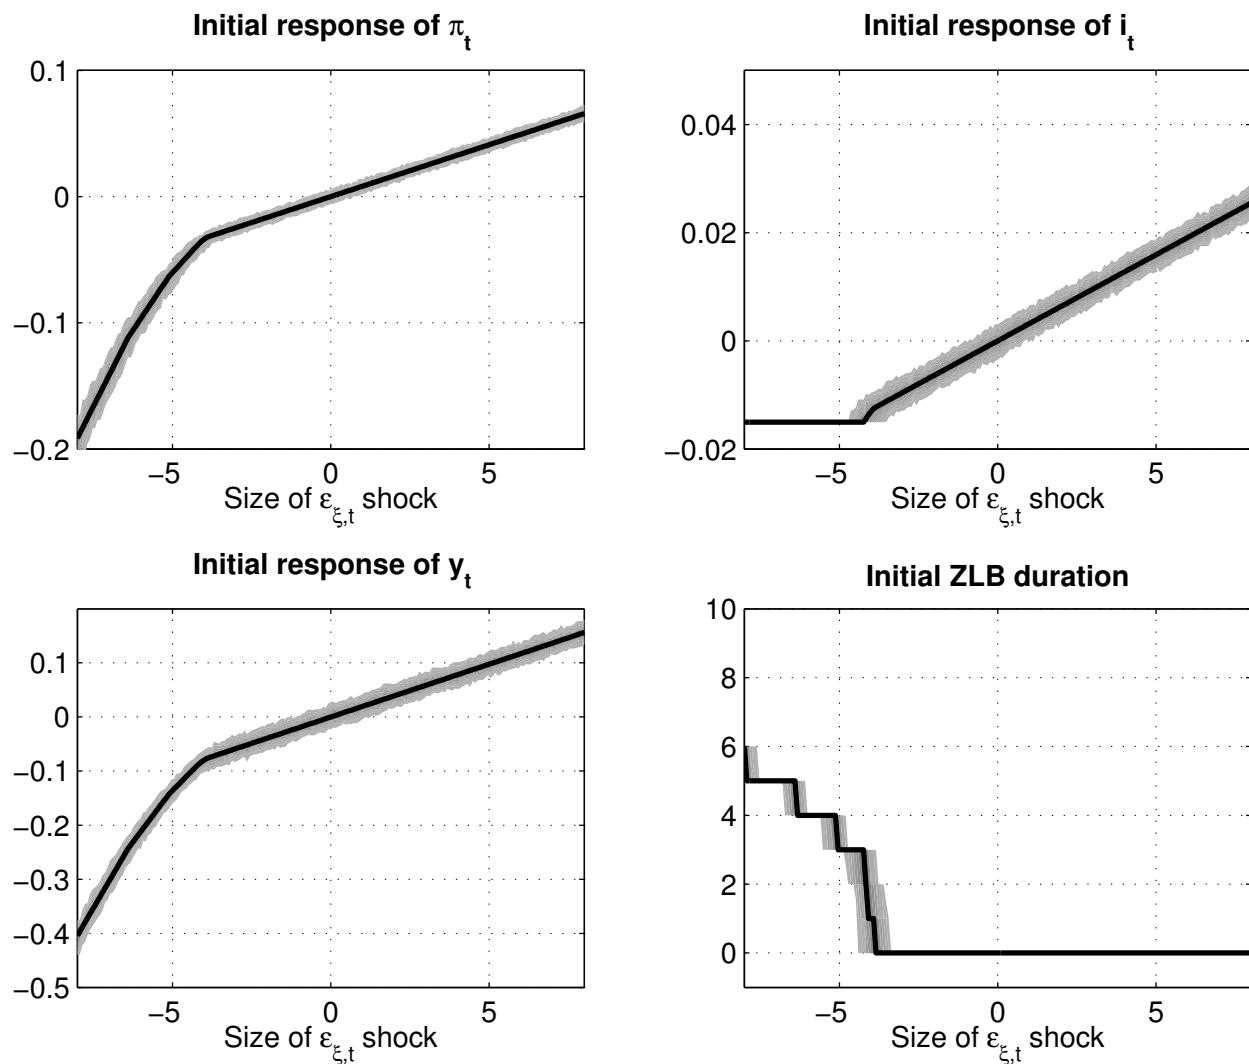 Initial response of π_t
0.1
0
−0.1
−0.2
−5 0 5
Size of ε_ξ,t shock
Initial response of i_t
0.04
0.02
0
−0.02
−5 0 5
Size of ε_ξ,t shock
Initial response of y_t
0.1
0
−0.1
−0.2
−0.3
−0.4
−0.5
−5 0 5
Size of ε_ξ,t shock
Initial ZLB duration
10
8
6
4
2
0
−5 0 5
Size of ε_ξ,t shock